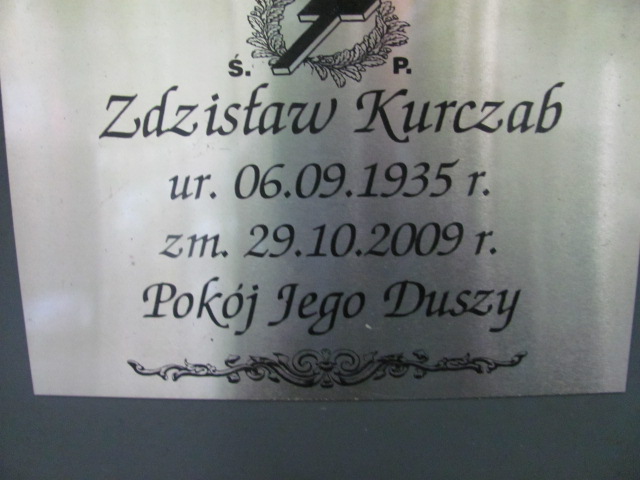 Ś. P.
Zdzisław Kurczab
ur. 06.09.1935 r.
zm. 29.10.2009 r.
Pokój Jego Duszy